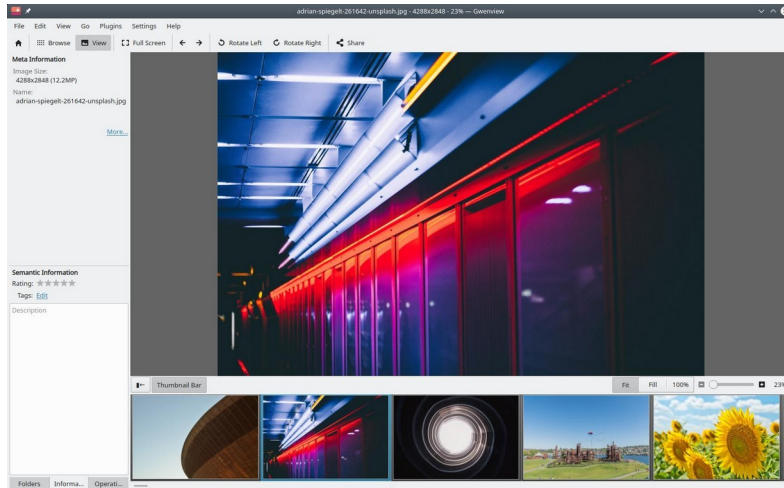 adrian-spiegelt-261642-unsplash.jpg - 4288x2848 - 23% — Gwenview
File Edit View Go Plugins Settings Help
Browse View Full Screen Rotate Left Rotate Right Share
Meta Information
Image Size:
4288x2848 (12.2MP)
Name:
adrian-spiegelt-261642-unsplash.jpg
More...
Semantic Information
Rating:
Tags: Edit
Description
Thumbnail Bar Fit Fill 100% 23%
Folders Informa... Operati...